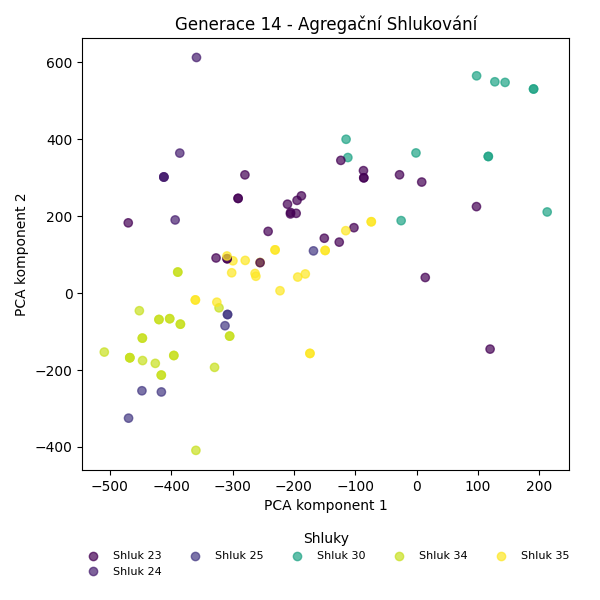 Generace 14 - Agregační Shlukování
600
400
200
0
−200
−400
PCA komponent 2
−500 −400 −300 −200 −100 0 100 200
PCA komponent 1
Shluky
Shluk 23 Shluk 25 Shluk 30 Shluk 34 Shluk 35
Shluk 24